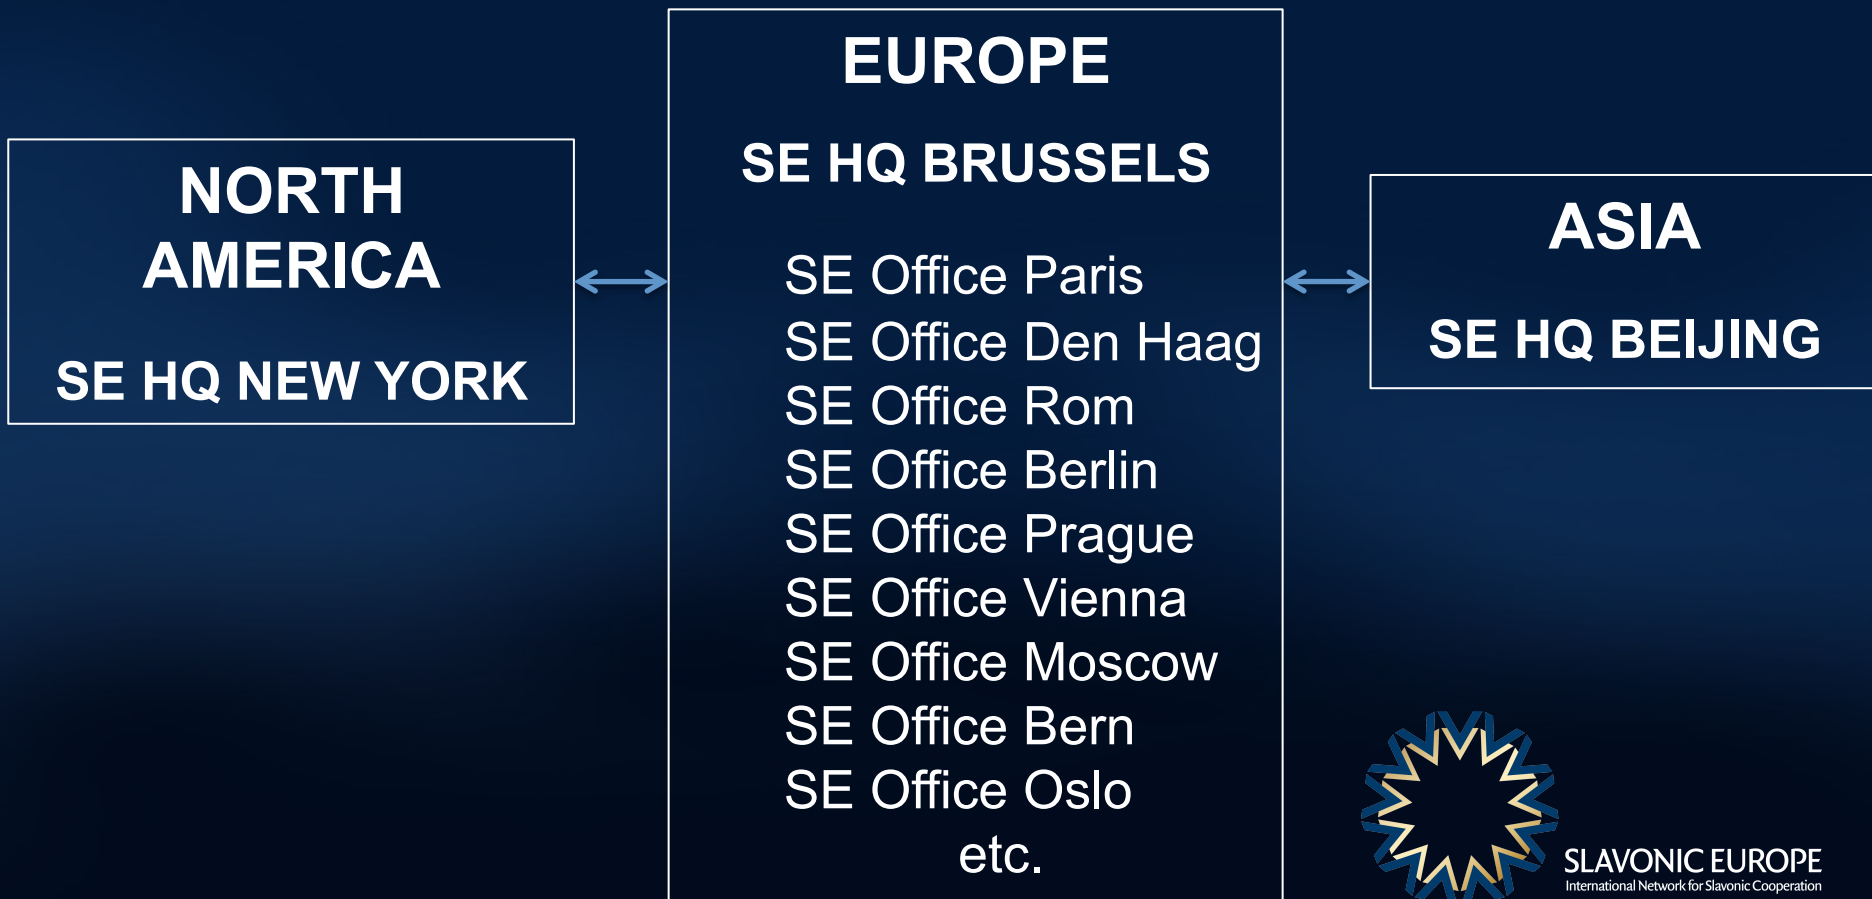 NORTH
AMERICA
SE HQ NEW YORK
EUROPE
SE HQ BRUSSELS
SE Office Paris
SE Office Den Haag
SE Office Rom
SE Office Berlin
SE Office Prague
SE Office Vienna
SE Office Moscow
SE Office Bern
SE Office Oslo
etc.
ASIA
SE HQ BEIJING
SLAVONIC EUROPE
International Network for Slavonic Cooperation